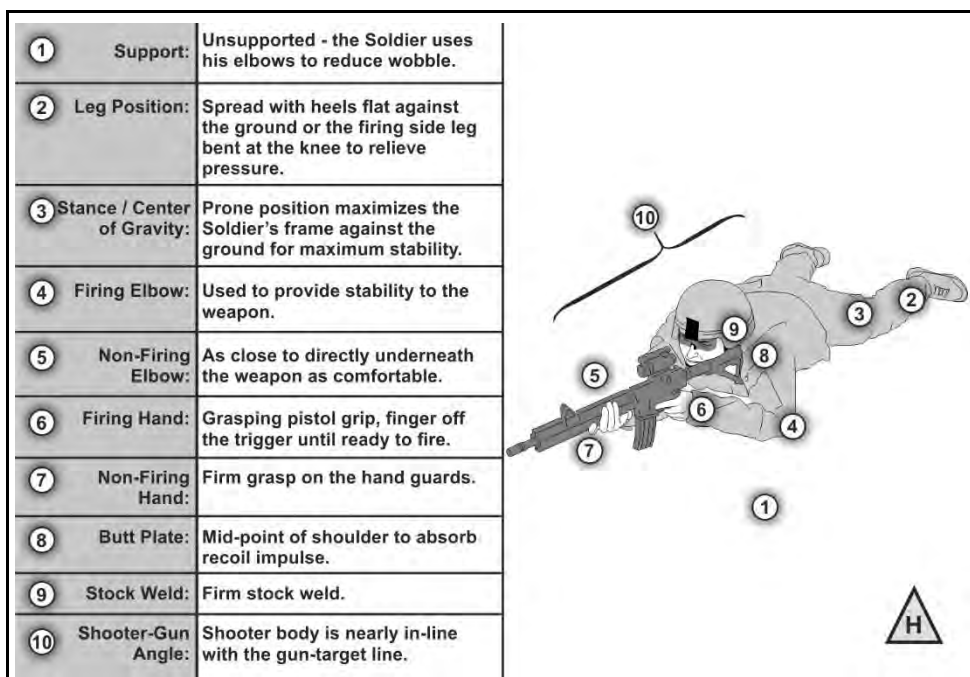 1 Support: Unsupported - the Soldier uses
his elbows to reduce wobble.
2 Leg Position: Spread with heels flat against
the ground or the firing side leg
bent at the knee to relieve
pressure.
3 Stance / Center
of Gravity:
Prone position maximizes the
Soldier's frame against the
ground for maximum stability.
4 Firing Elbow: Used to provide stability to the
weapon.
5 Non-Firing
Elbow:
As close to directly underneath
the weapon as comfortable.
6 Firing Hand: Grasping pistol grip, finger off
the trigger until ready to fire.
7 Non-Firing
Hand:
Firm grasp on the hand guards.
8 Butt Plate: Mid-point of shoulder to absorb
recoil impulse.
9 Stock Weld: Firm stock weld.
10 Shooter-Gun
Angle:
Shooter body is nearly in-line
with the gun-target line.
10
2
3
9
8
5
6
4
7
1
H